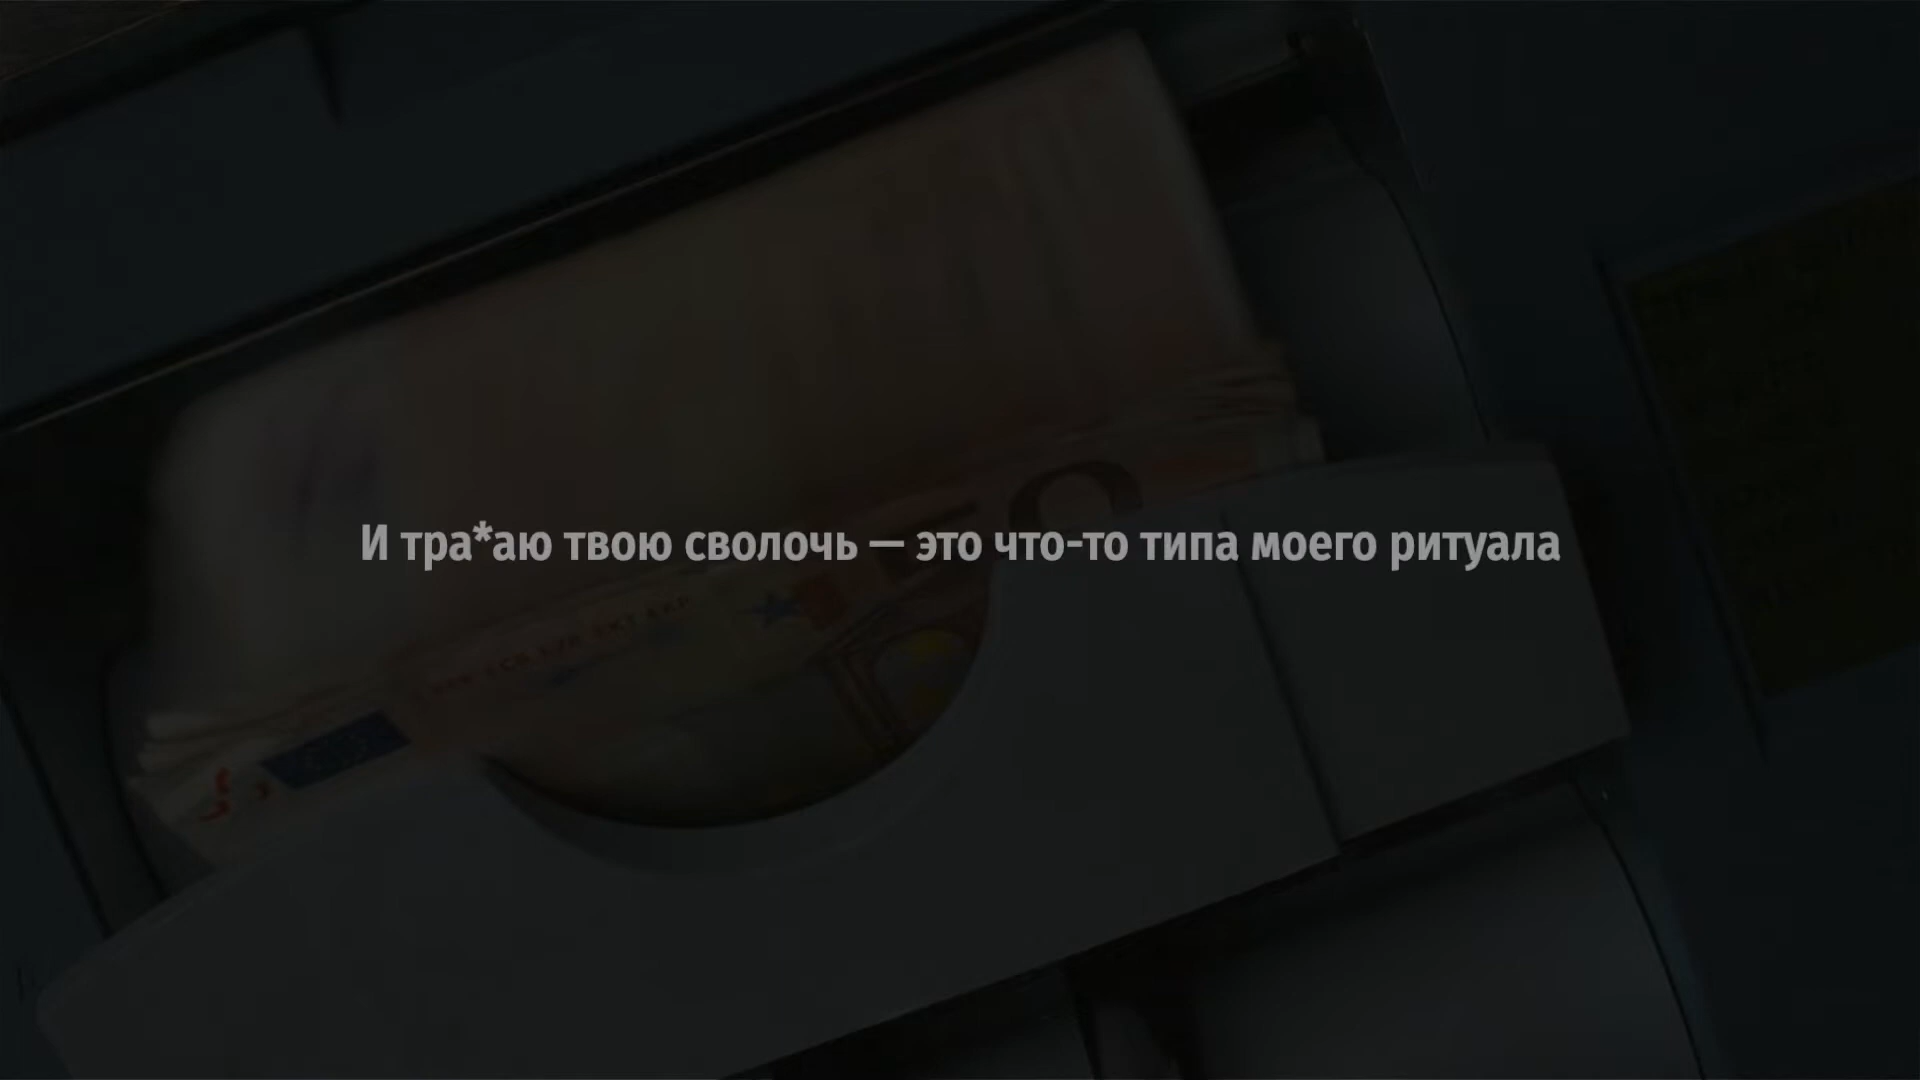 И тра*аю твою сволочь — это что-то типа моего ритуала